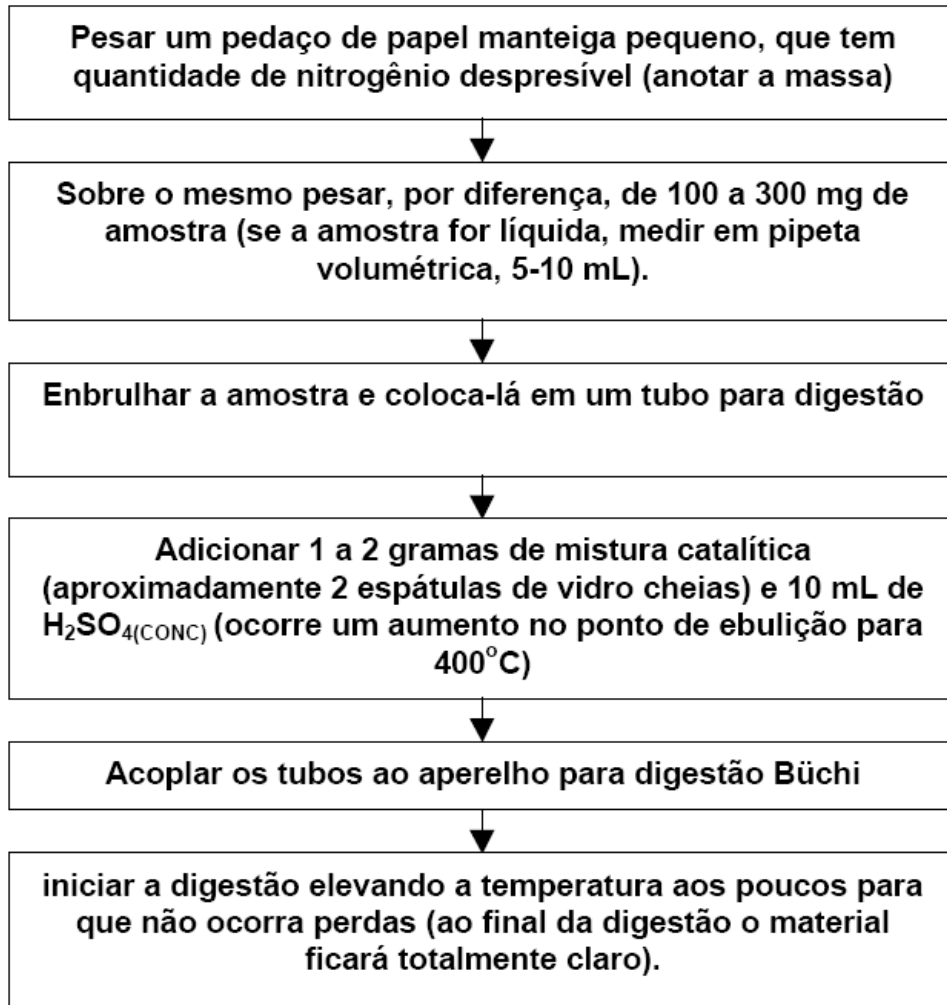 Pesar um pedaço de papel manteiga pequeno, que tem
quantidade de nitrogênio despresível (anotar a massa)
Sobre o mesmo pesar, por diferença, de 100 a 300 mg de
amostra (se a amostra for líquida, medir em pipeta
volumétrica, 5-10 mL).
Enbrulhar a amostra e coloca-lá em um tubo para digestão
Adicionar 1 a 2 gramas de mistura catalítica
(aproximadamente 2 espátulas de vidro cheias) e 10 mL de
H₂SO₄(CONC) (ocorre um aumento no ponto de ebulição para
400°C)
Acoplar os tubos ao aperelho para digestão Büchi
iniciar a digestão elevando a temperatura aos poucos para
que não ocorra perdas (ao final da digestão o material
ficará totalmente claro).